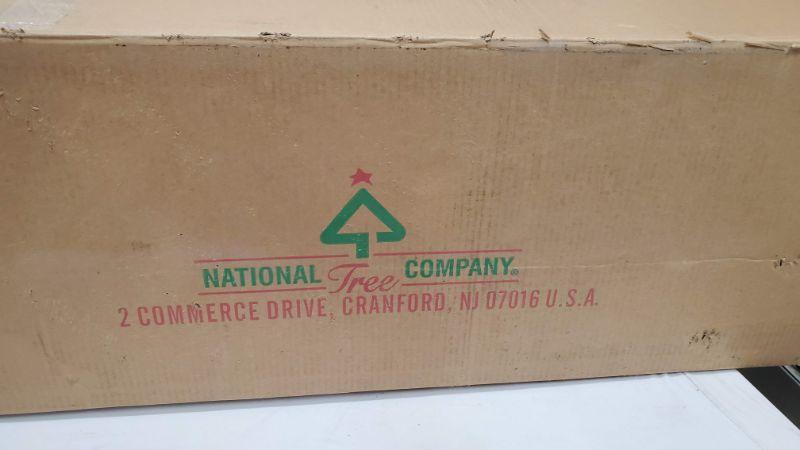 NATIONAL Tree COMPANY®
2 COMMERCE DRIVE, CRANFORD, NJ 07016 U.S.A.